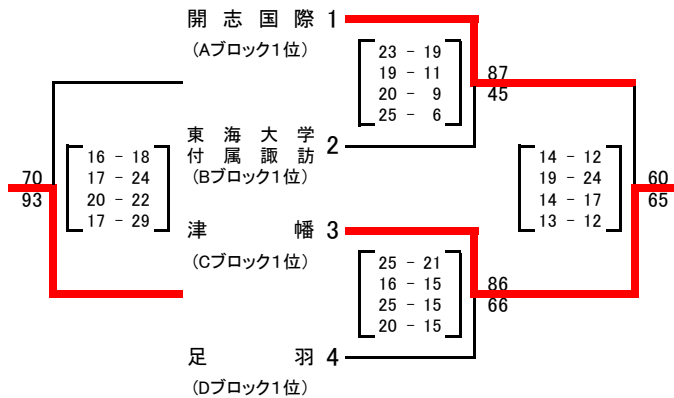 開志国際 1
(Aブロック1位)
23 - 19
19 - 11
20 - 9
25 - 6
87
45
東海大学
付属諏訪 2
(Bブロック1位)
16 - 18
17 - 24
20 - 22
17 - 29
70
93
14 - 12
19 - 24
14 - 17
13 - 12
60
65
津幡 3
(Cブロック1位)
25 - 21
16 - 15
25 - 15
20 - 15
86
66
足羽 4
(Dブロック1位)